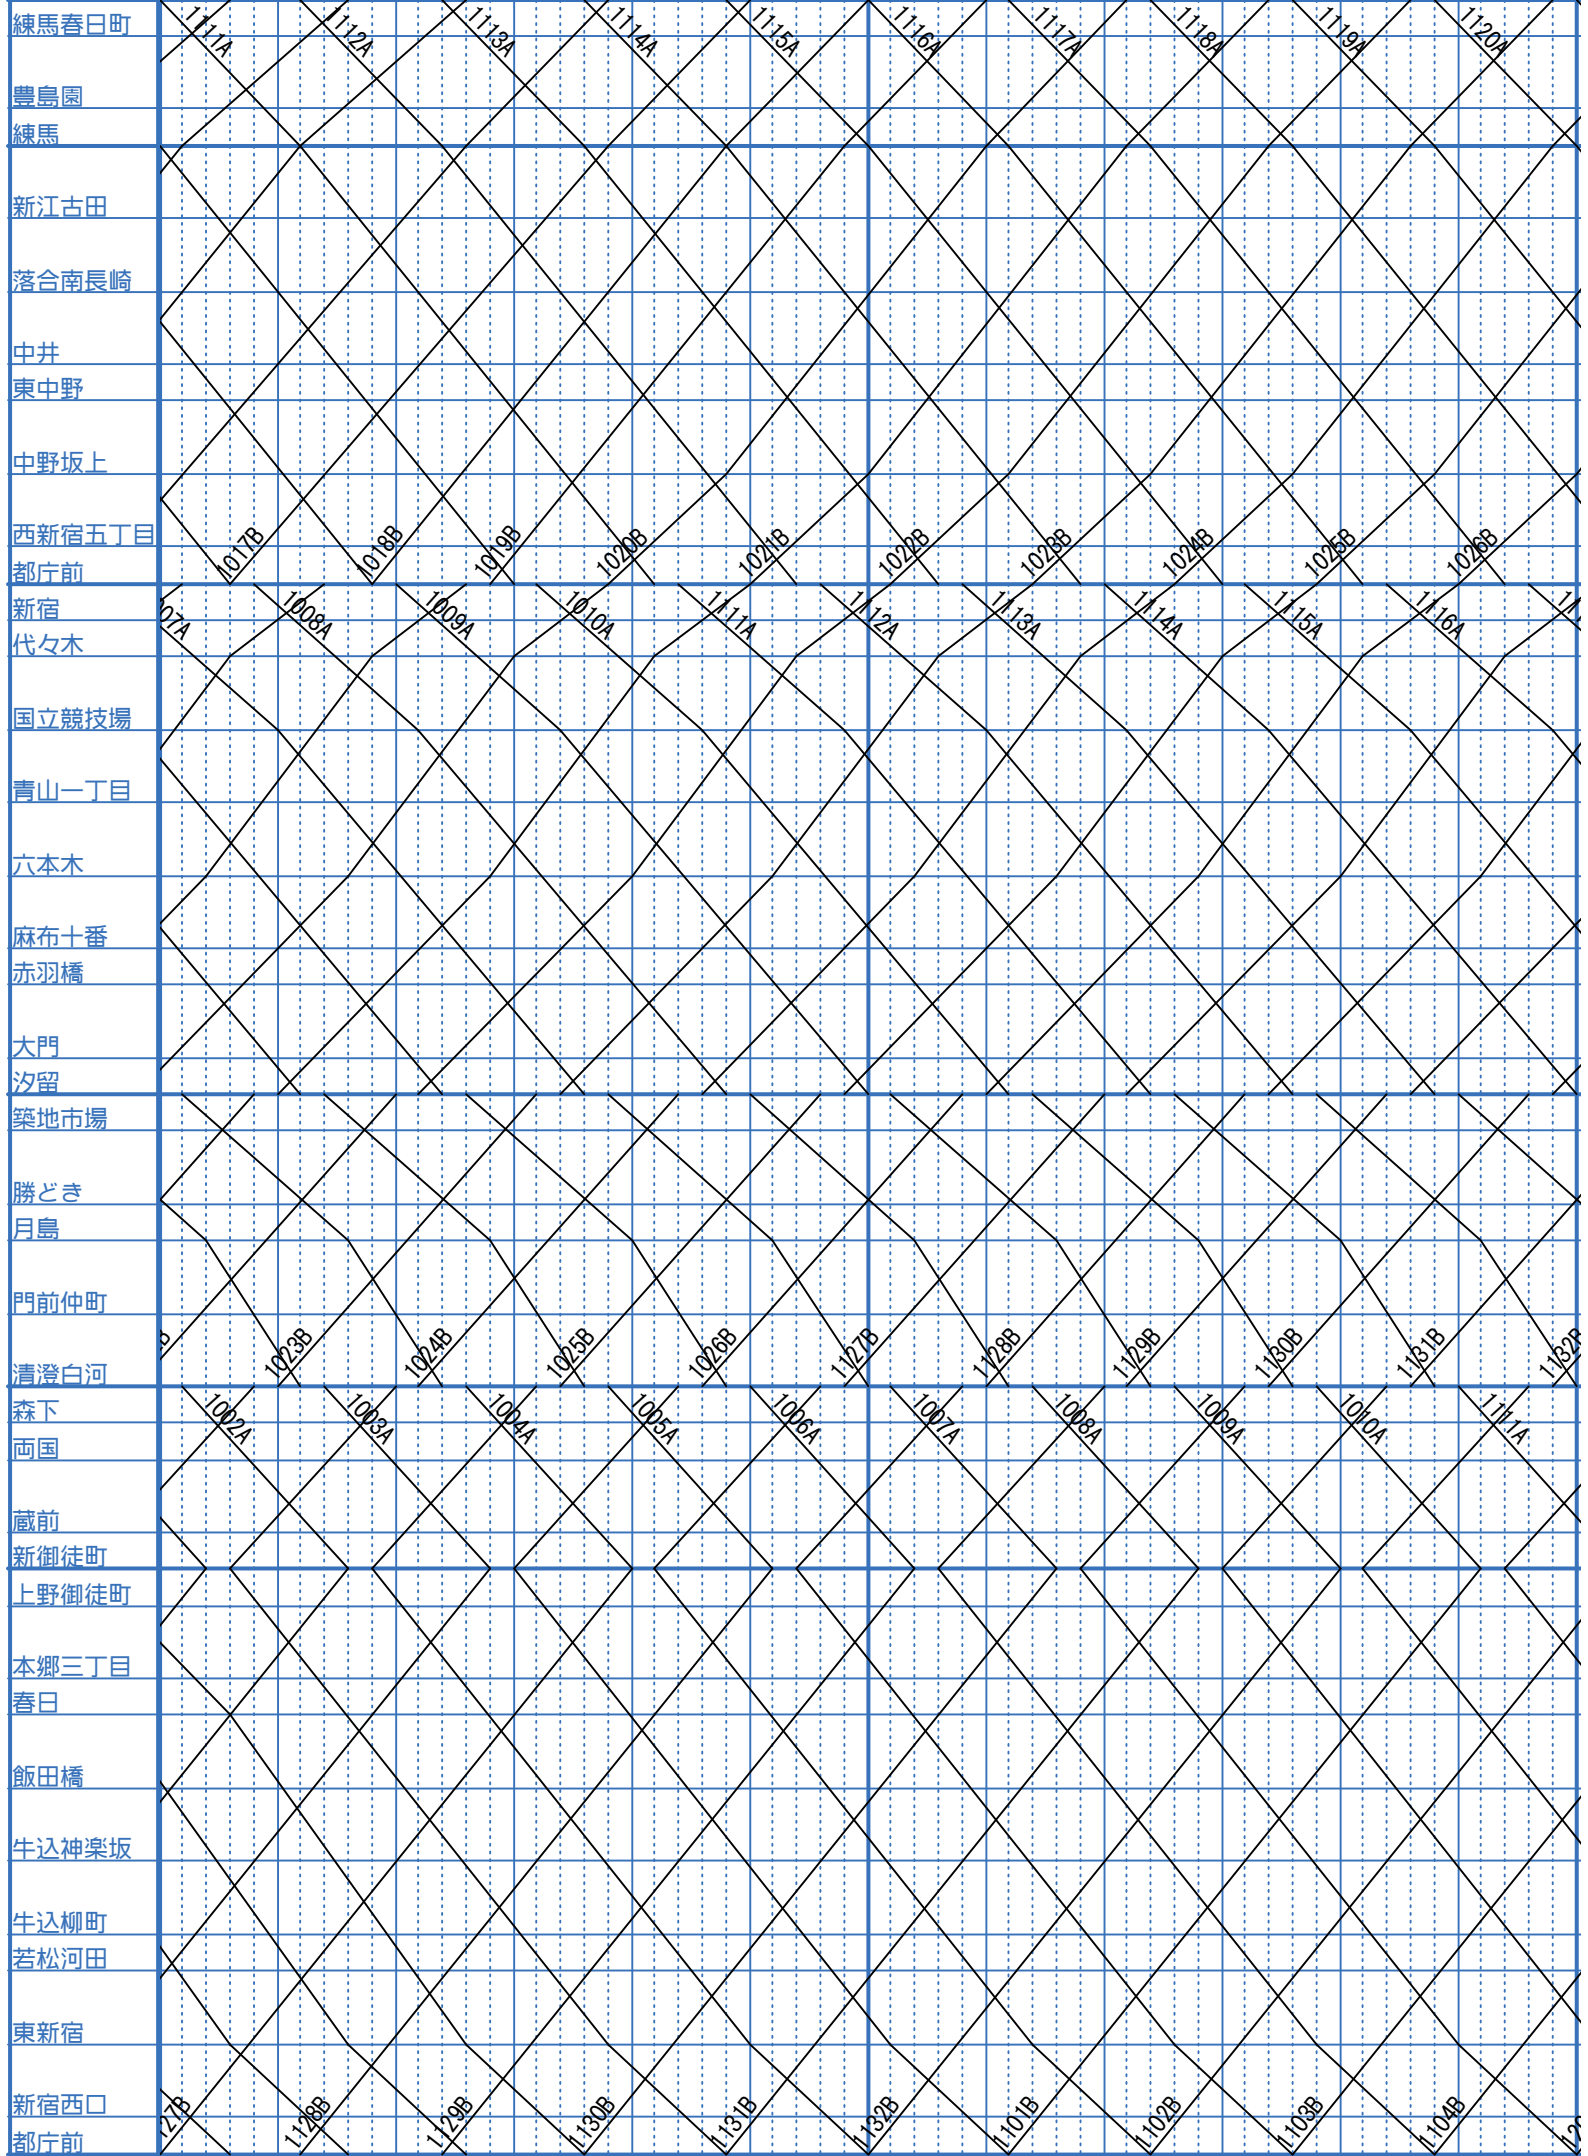 練馬春日町
1111A 1112A 1113A 1114A 1115A 1116A 1117A 1118A 1119A 1120A
豊島園
練馬
新江古田
落合南長崎
中井
東中野
中野坂上
西新宿五丁目
1017B 1018B 1019B 1020B 1021B 1022B 1023B 1024B 1025B 1026B
都庁前
新宿
07A 1008A 1009A 1010A 1111A 1112A 1113A 1114A 1115A 1116A 11
代々木
国立競技場
青山一丁目
六本木
麻布十番
赤羽橋
大門
汐留
築地市場
勝どき
月島
門前仲町
B 1023B 1024B 1025B 1026B 1127B 1128B 1129B 1130B 1131B 1132B
清澄白河
森下
1002A 1003A 1004A 1005A 1006A 1007A 1008A 1009A 1010A 1111A
両国
蔵前
新御徒町
上野御徒町
本郷三丁目
春日
飯田橋
牛込神楽坂
牛込柳町
若松河田
東新宿
新宿西口
127B 1128B 1129B 1130B 1131B 1132B 1101B 1102B 1103B 1104B
都庁前